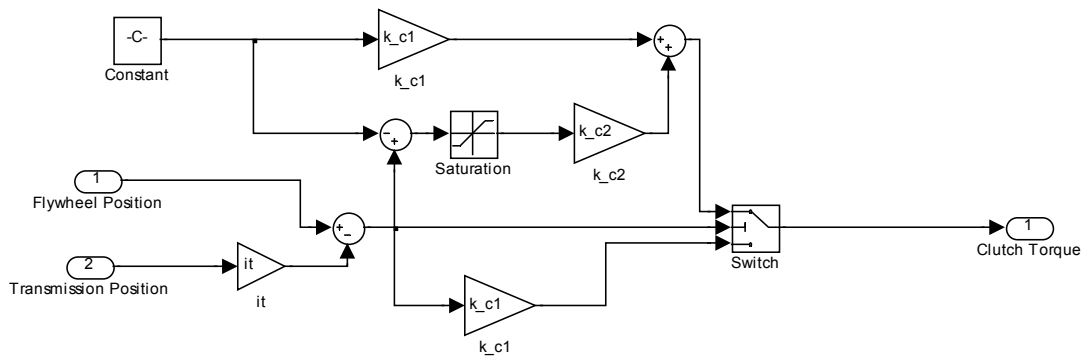 -C-
Constant
k_c1
k_c1
+
+
-
+
Saturation
k_c2
k_c2
1
Flywheel Position
+
-
2
Transmission Position
it
it
k_c1
k_c1
Switch
1
Clutch Torque